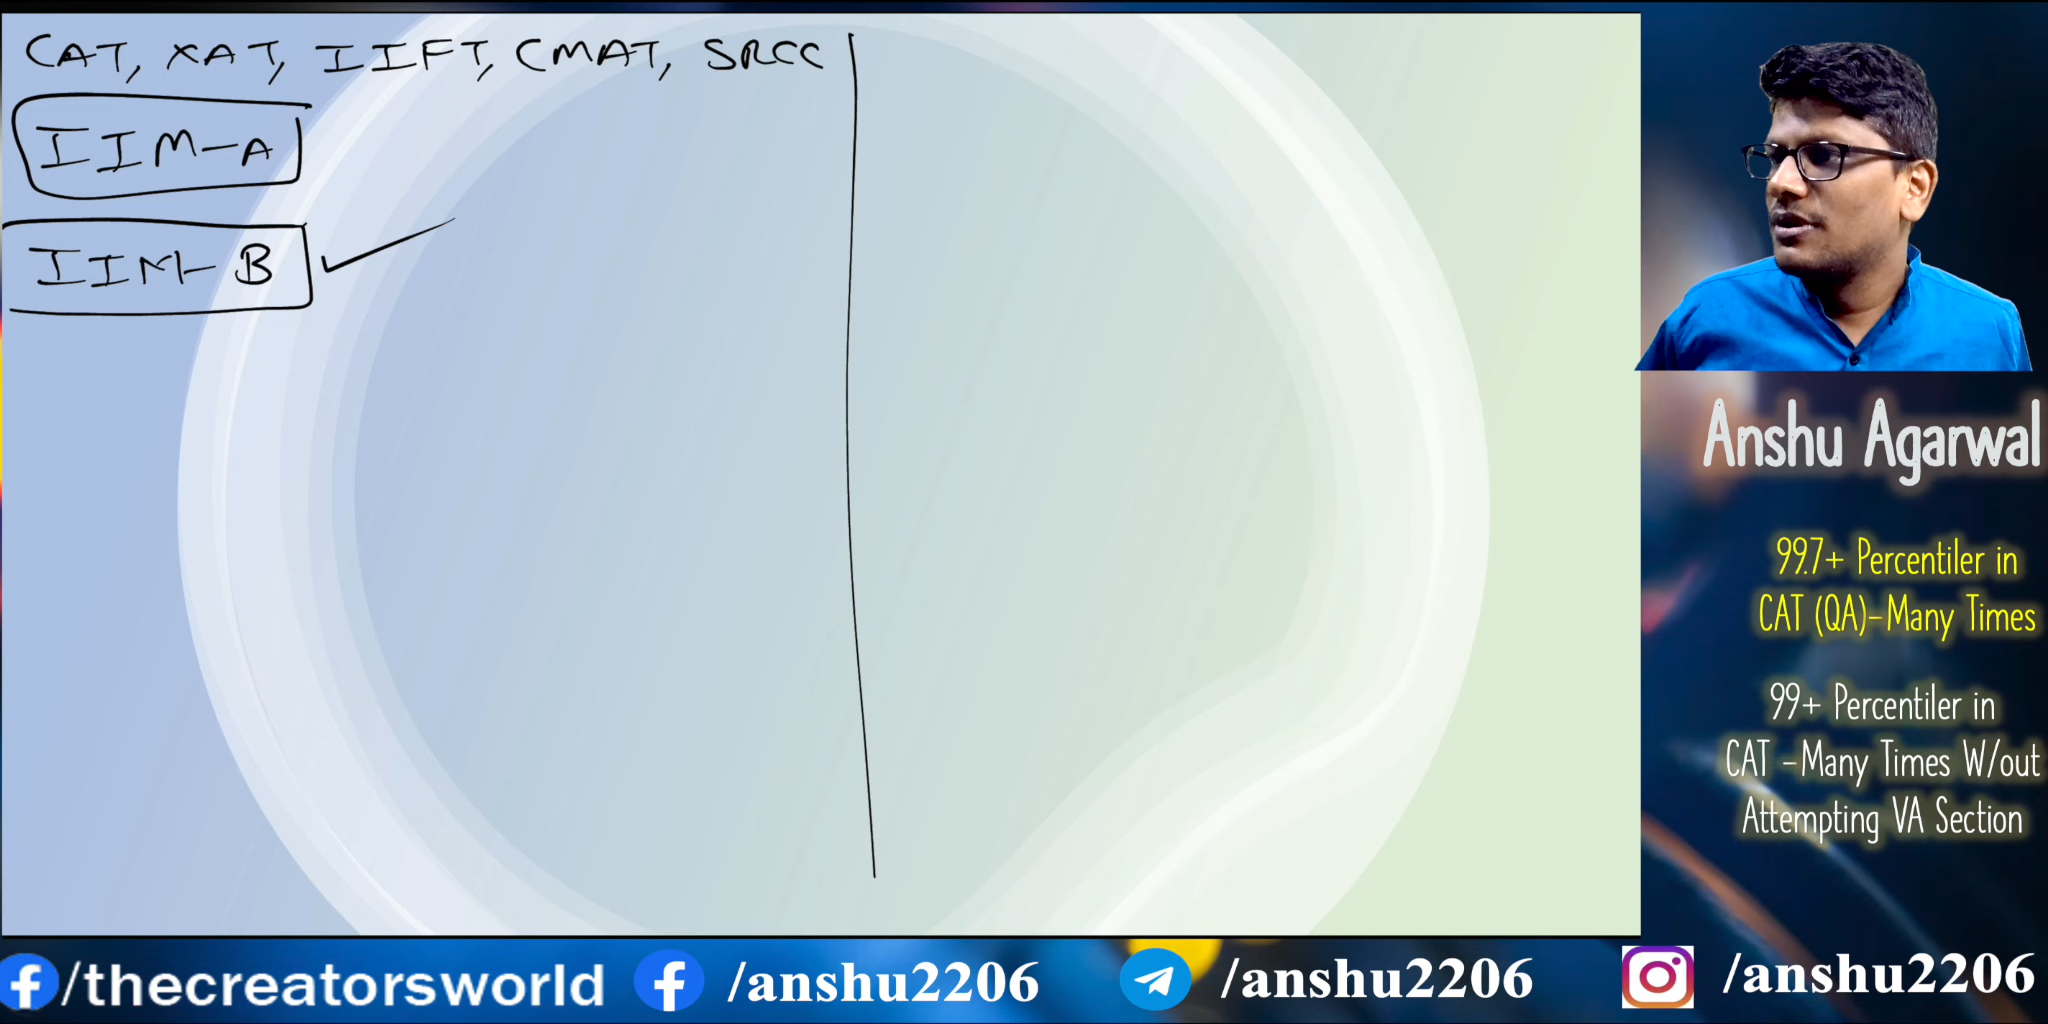 CAT, XAT, IIFT, CMAT, SRCC
IIM-A
IIM-B
Anshu Agarwal
99.7+ Percentiler in
CAT (QA)-Many Times
99+ Percentiler in
CAT -Many Times W/out
Attempting VA Section
/thecreatorsworld
/anshu2206
/anshu2206
/anshu2206